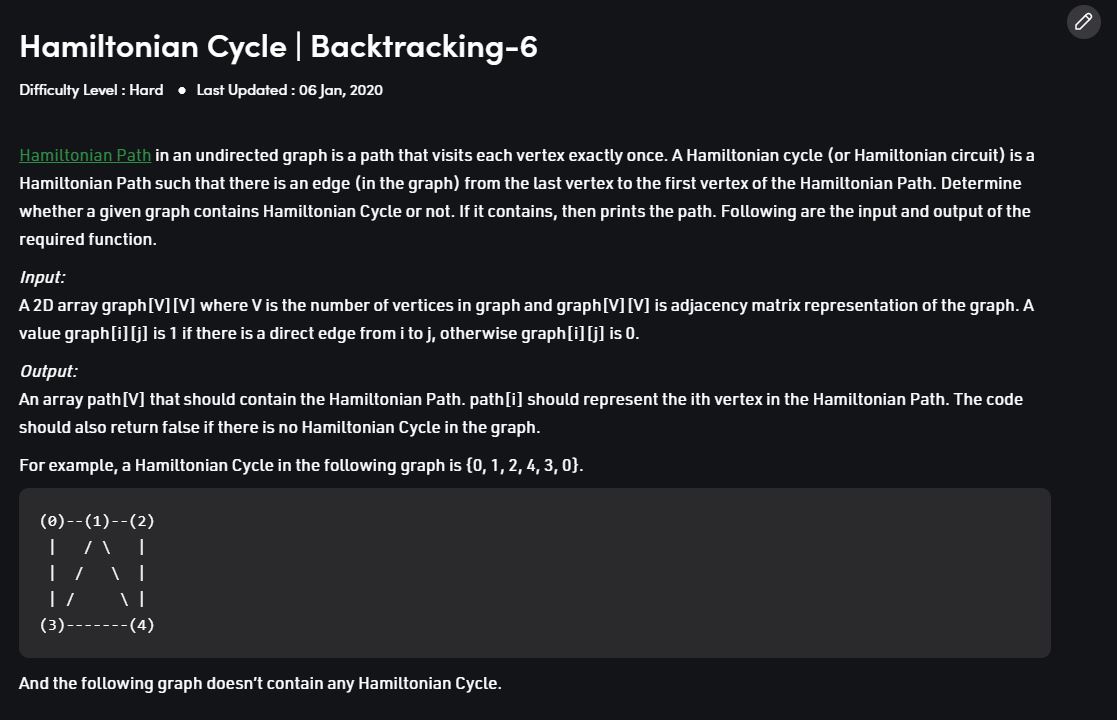 Hamiltonian Cycle | Backtracking-6
Difficulty Level : Hard ● Last Updated : 06 Jan, 2020
Hamiltonian Path in an undirected graph is a path that visits each vertex exactly once. A Hamiltonian cycle (or Hamiltonian circuit) is a
Hamiltonian Path such that there is an edge (in the graph) from the last vertex to the first vertex of the Hamiltonian Path. Determine
whether a given graph contains Hamiltonian Cycle or not. If it contains, then prints the path. Following are the input and output of the
required function.
Input:
A 2D array graph[V][V] where V is the number of vertices in graph and graph[V][V] is adjacency matrix representation of the graph. A
value graph[i][j] is 1 if there is a direct edge from i to j, otherwise graph[i][j] is 0.
Output:
An array path[V] that should contain the Hamiltonian Path. path[i] should represent the ith vertex in the Hamiltonian Path. The code
should also return false if there is no Hamiltonian Cycle in the graph.
For example, a Hamiltonian Cycle in the following graph is {0, 1, 2, 4, 3, 0}.
(0)--(1)--(2)
 |   / \   |
 |  /   \  |
 | /     \ |
(3)-------(4)
And the following graph doesn’t contain any Hamiltonian Cycle.